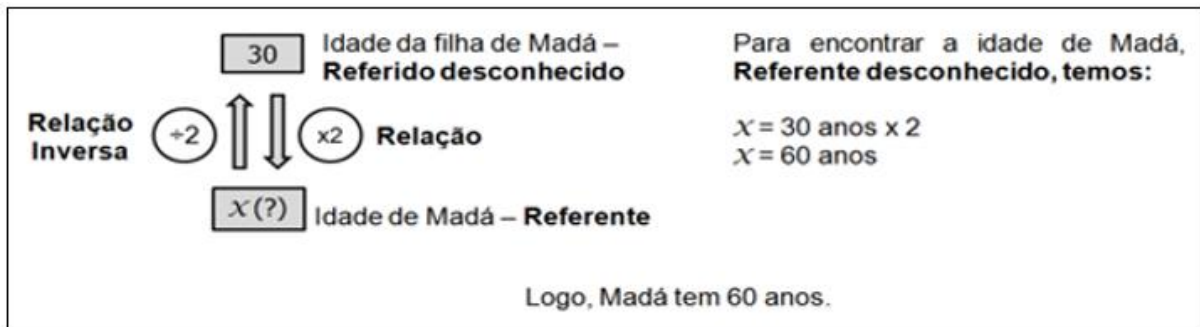 30
Idade da filha de Madá –
Referido desconhecido
Relação
Inversa
÷2
x2
Relação
x(?)
Idade de Madá – Referente
Para encontrar a idade de Madá,
Referente desconhecido, temos:
x = 30 anos x 2
x = 60 anos
Logo, Madá tem 60 anos.